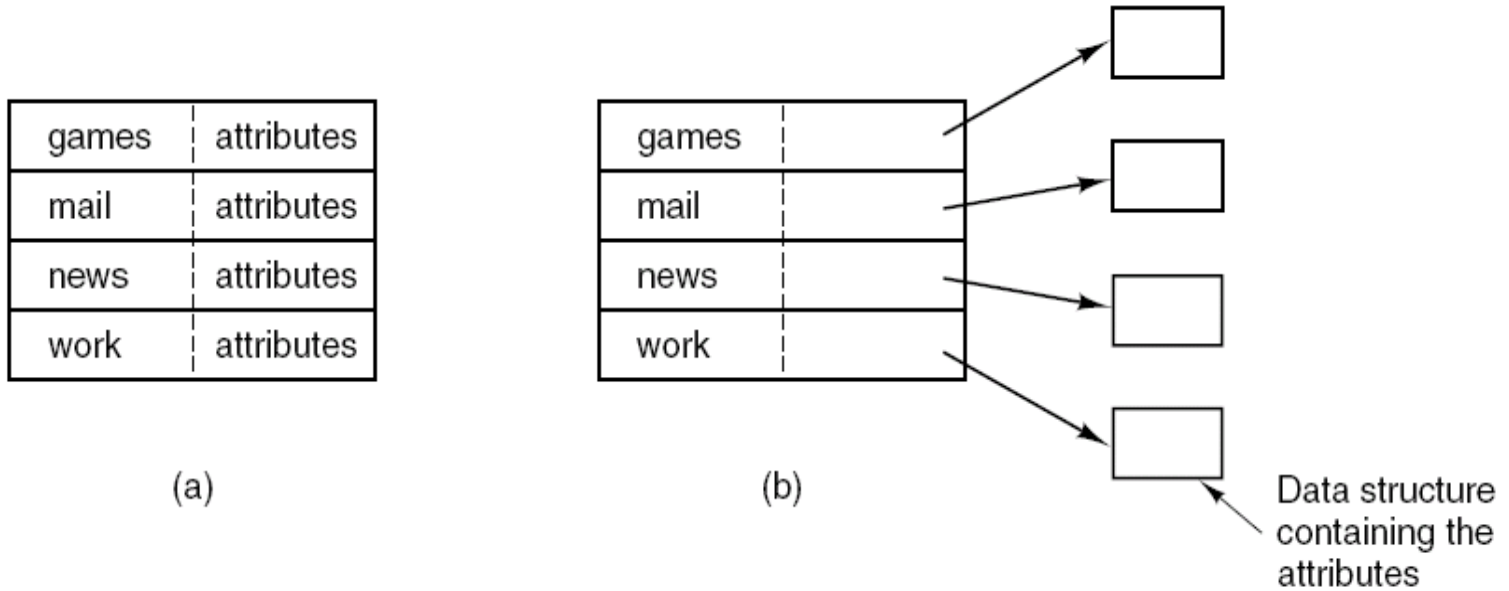 games attributes
mail attributes
news attributes
work attributes
(a)
games
mail
news
work
(b)
Data structure
containing the
attributes